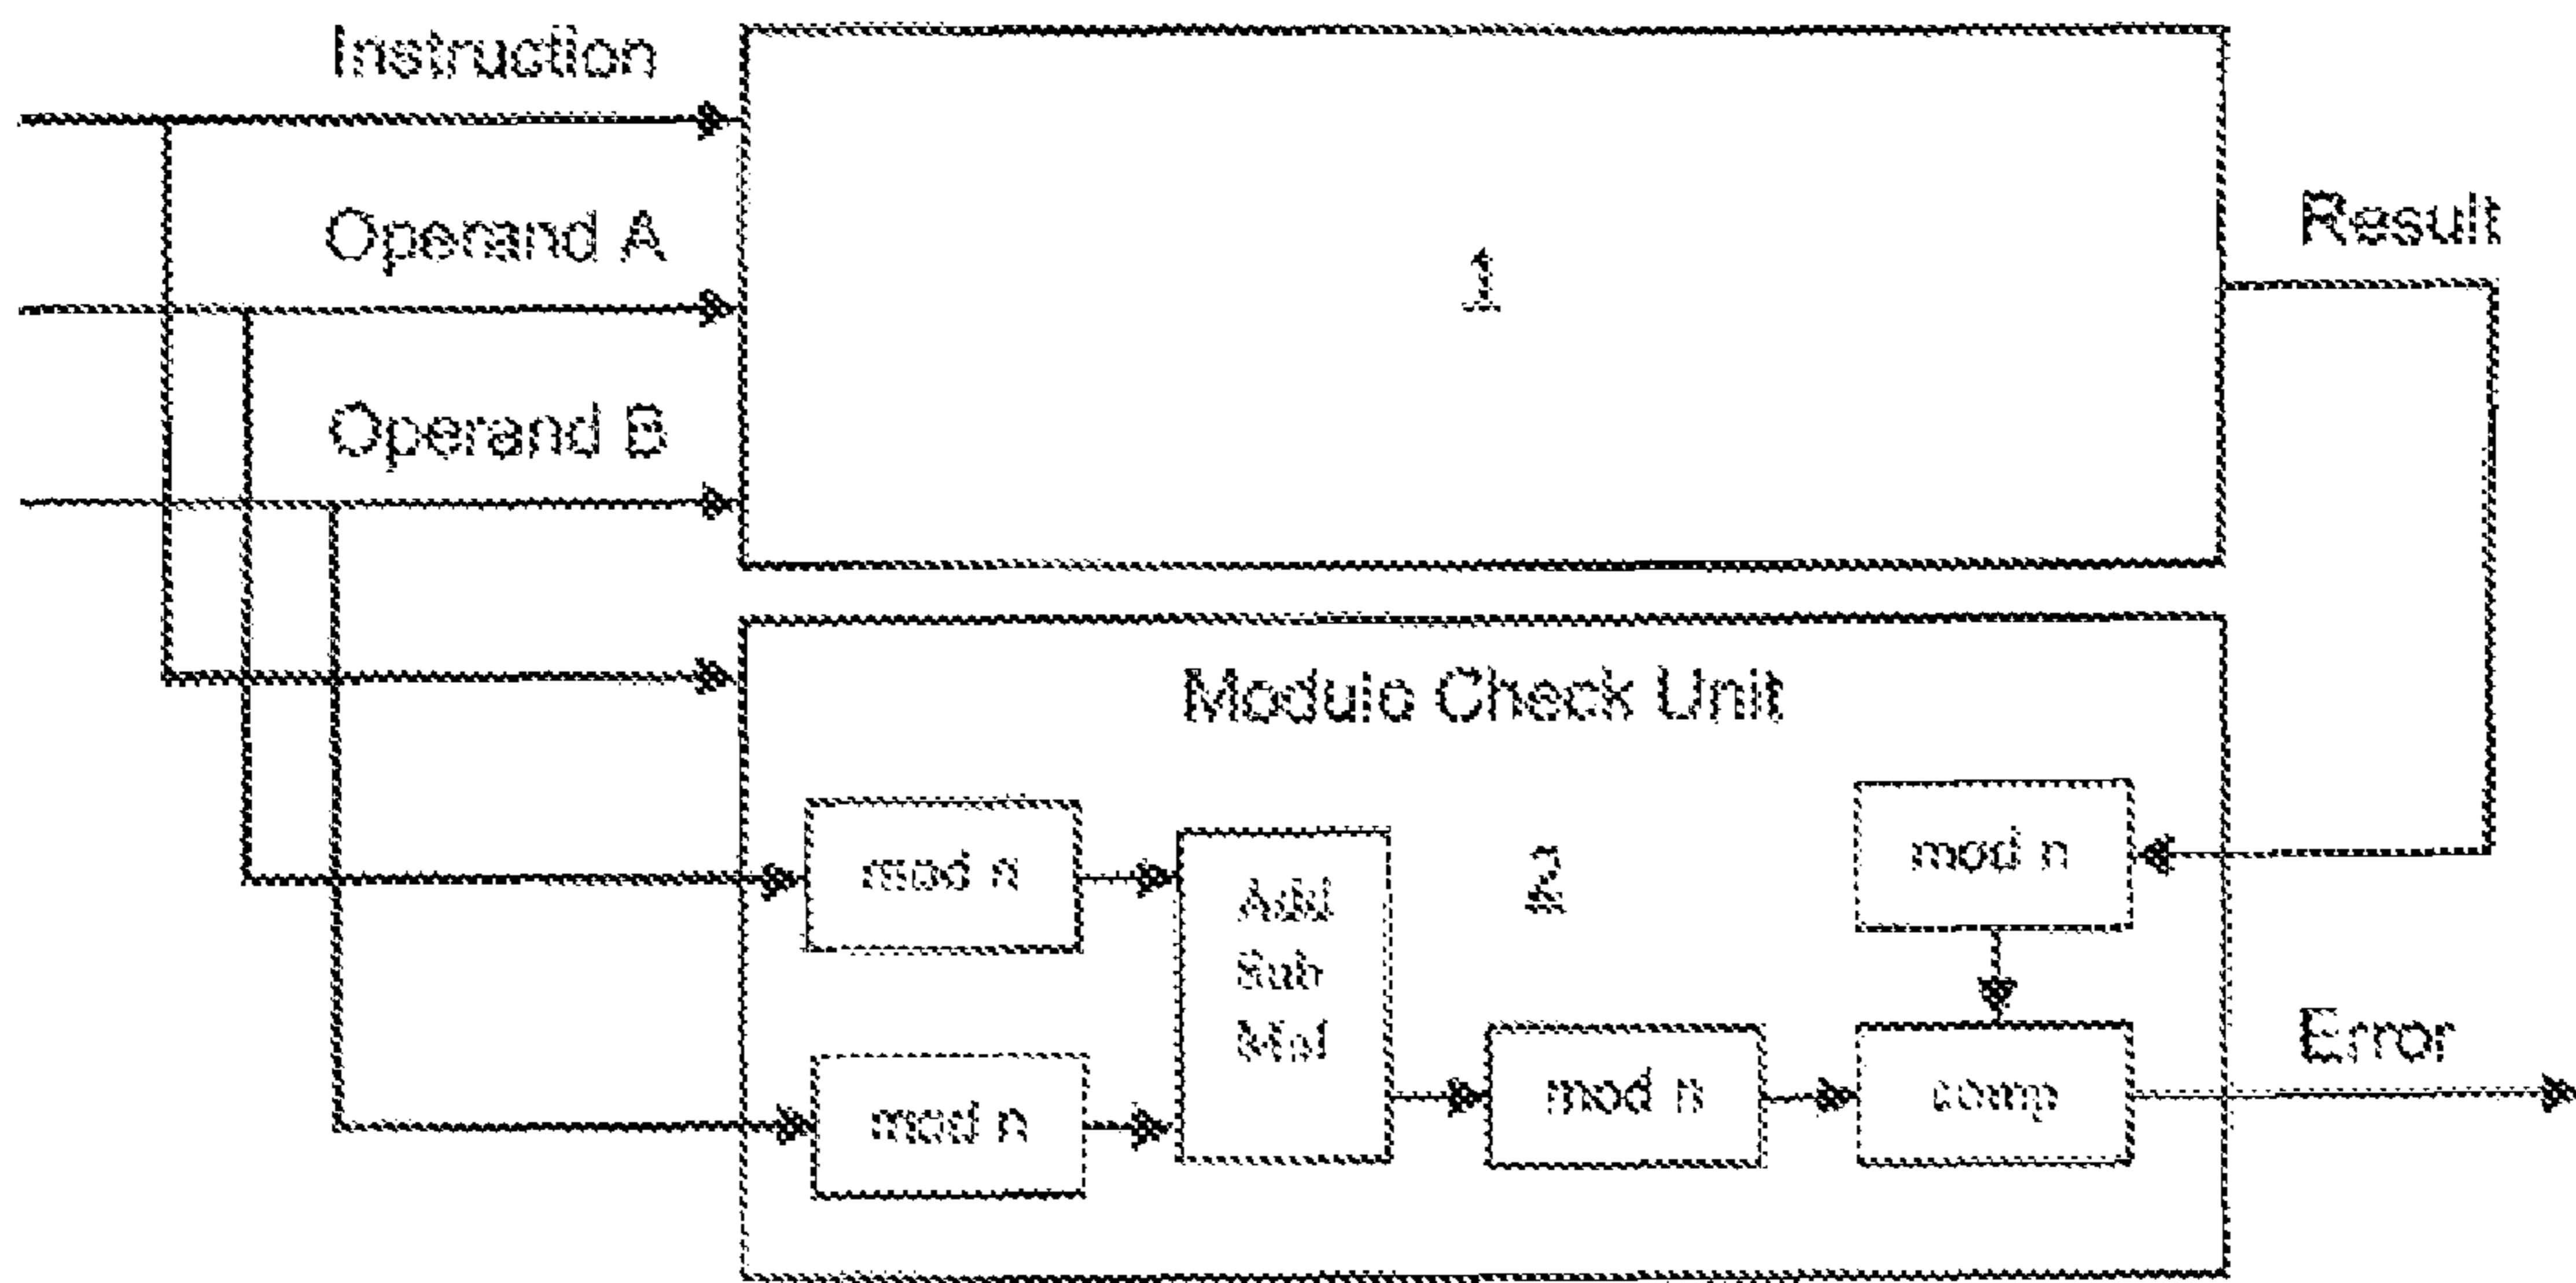 Instruction
Operand A
1
Result
Operand B
Modulo Check Unit
mod n
mod n
2
Add
Sub
Mul
mod n
mod n
comp
Error